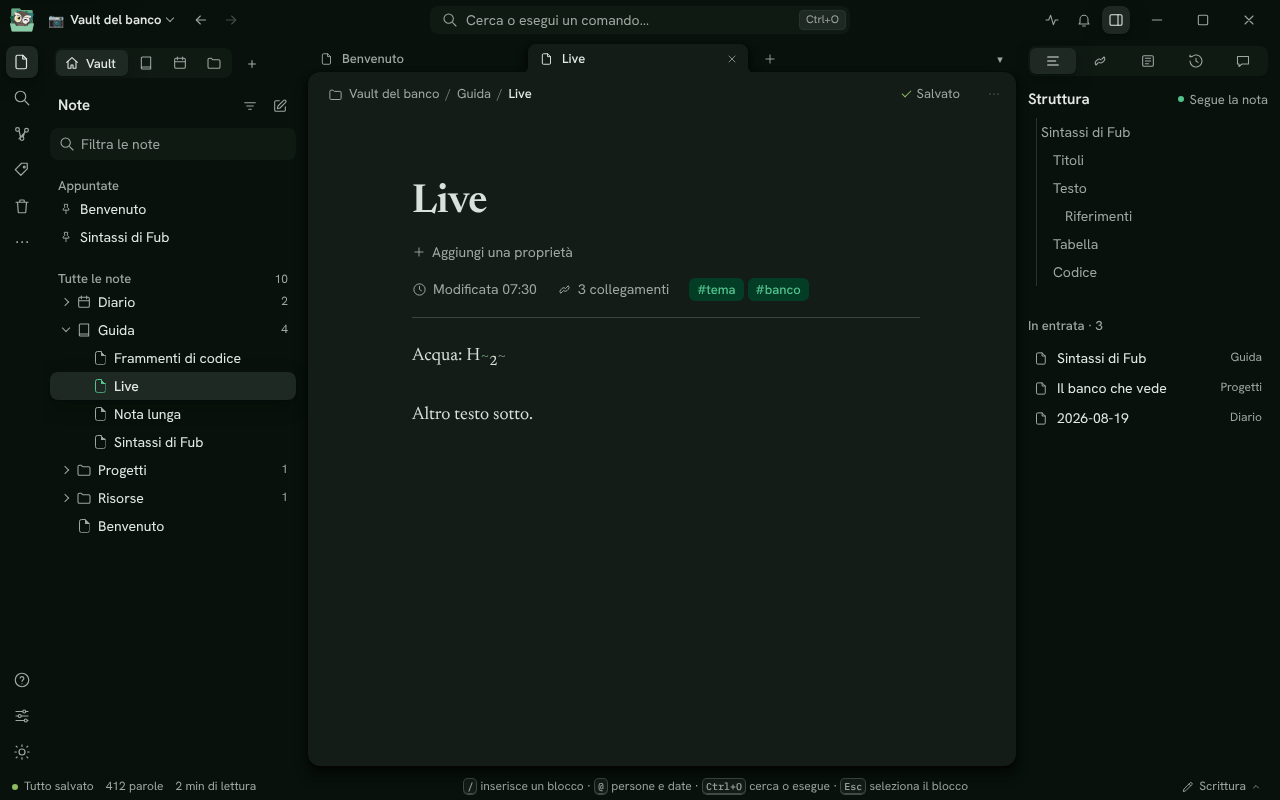 Vault del banco
Cerca o esegui un comando...
Ctrl+O
Vault
Benvenuto
Live
Note
Filtra le note
Appuntate
Benvenuto
Sintassi di Fub
Tutte le note 10
Diario 2
Guida 4
Frammenti di codice
Live
Nota lunga
Sintassi di Fub
Progetti 1
Risorse 1
Benvenuto
Vault del banco / Guida / Live
Salvato
Live
Aggiungi una proprietà
Modificata 07:30 3 collegamenti #tema #banco
Acqua: H~2~
Altro testo sotto.
Struttura
Segue la nota
Sintassi di Fub
Titoli
Testo
Riferimenti
Tabella
Codice
In entrata · 3
Sintassi di Fub Guida
Il banco che vede Progetti
2026-08-19 Diario
Tutto salvato 412 parole 2 min di lettura
/ inserisce un blocco · @ persone e date · Ctrl+O cerca o esegue · Esc seleziona il blocco
Scrittura